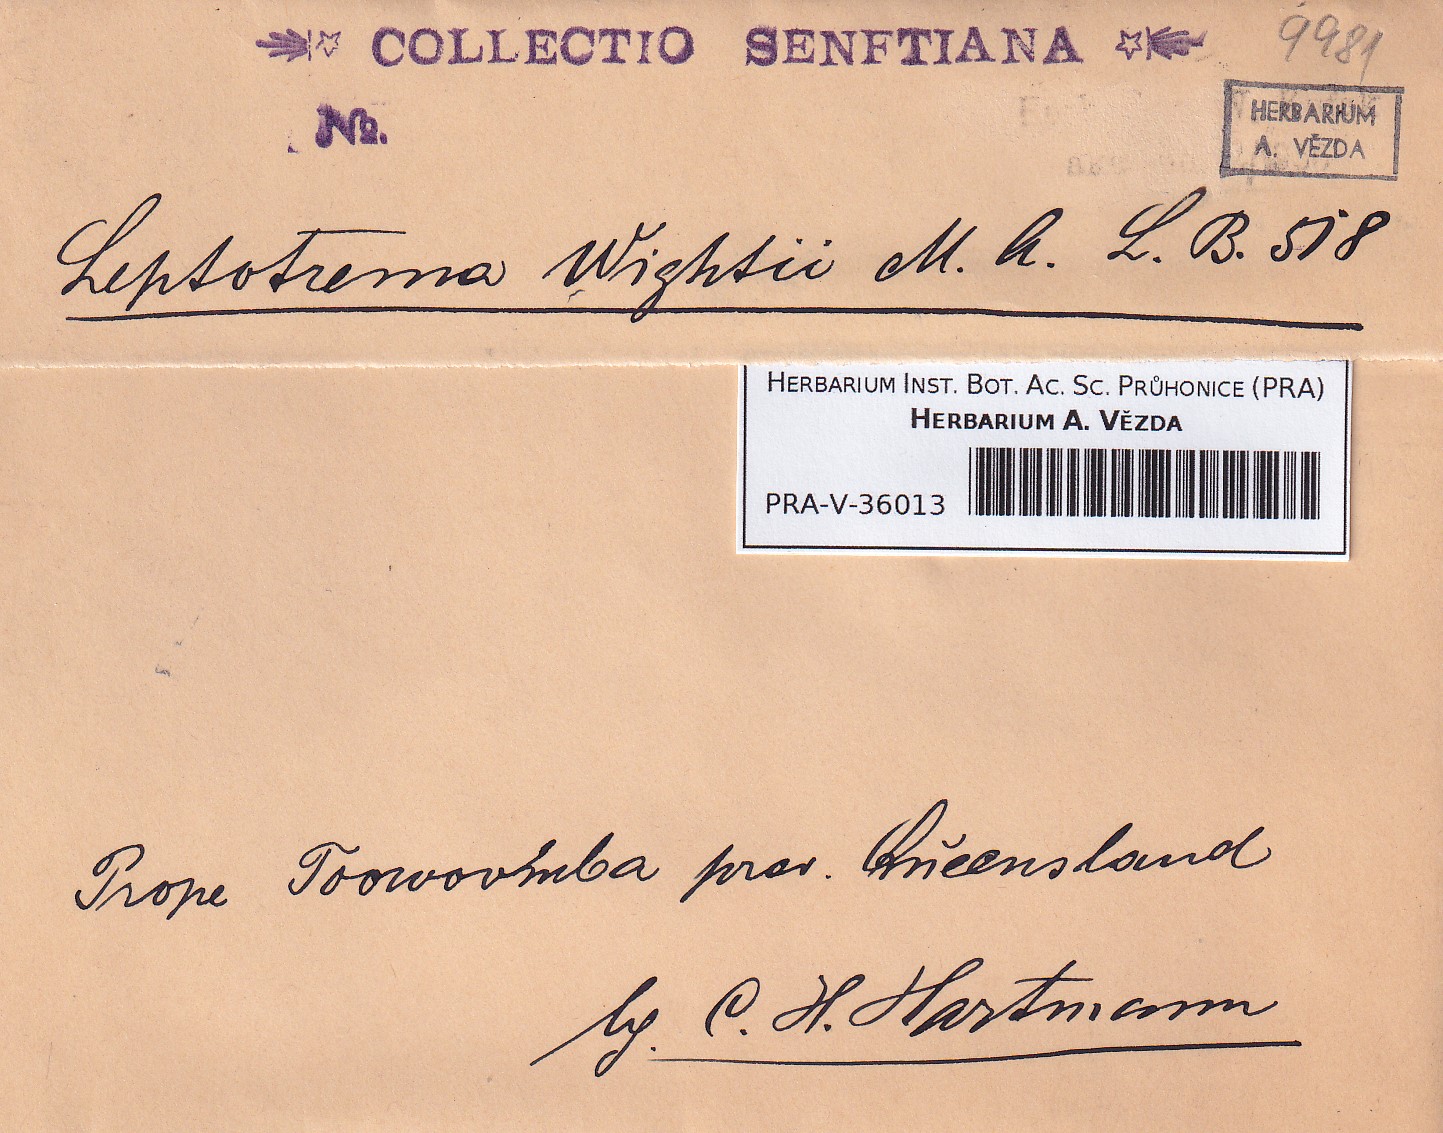 COLLECTIO SENFTIANA
9981
No.
HERBARIUM
A. VĚZDA
Leptotrema Wightii M. A. L. B. 518
HERBARIUM INST. BOT. AC. SC. PRŮHONICE (PRA)
HERBARIUM A. VĚZDA
PRA-V-36013
Prope Toowoomba prov. Queensland
lg. C. H. Hartmann